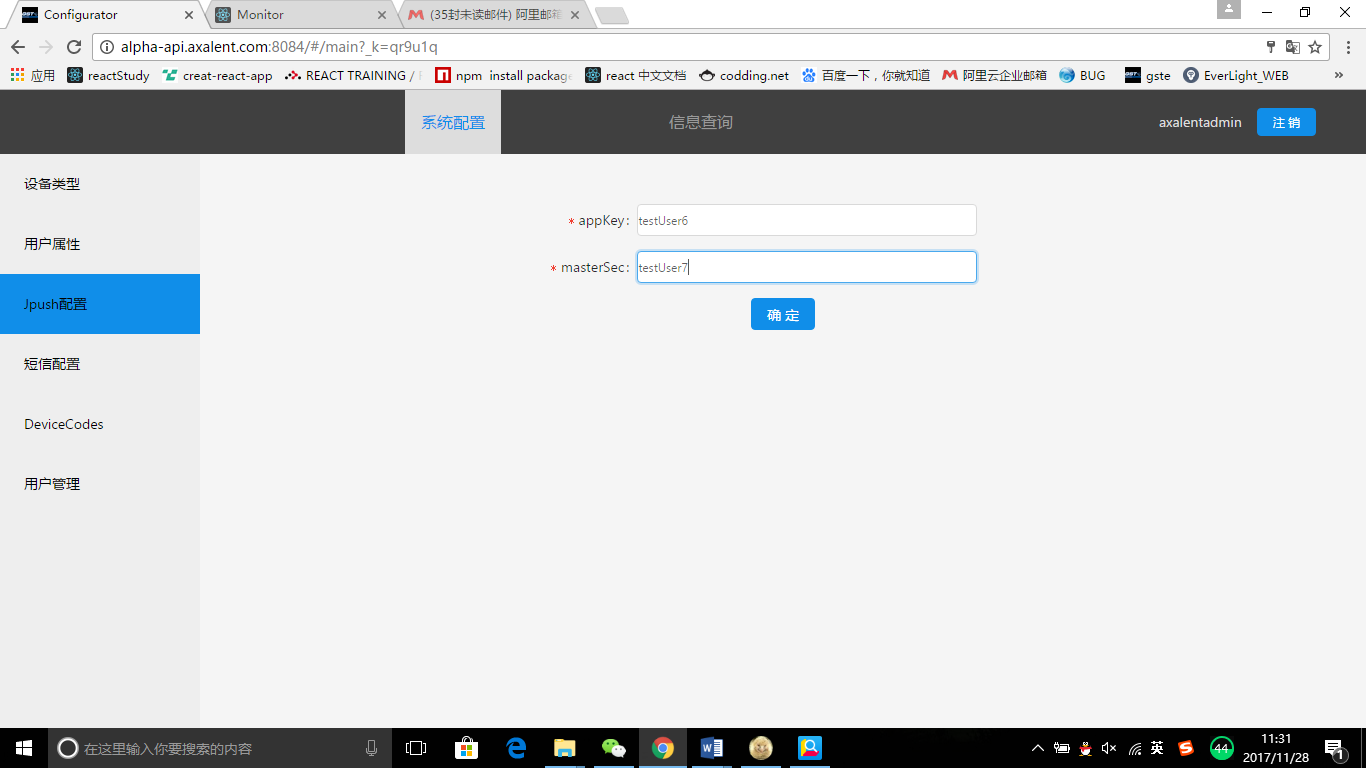 Configurator
Monitor
(35封未读邮件) 阿里邮箱
alpha-api.axalent.com:8084/#/main?_k=qr9u1q
应用 reactStudy creat-react-app REACT TRAINING / npm install package react 中文文档 codding.net 百度一下，你就知道 阿里云企业邮箱 BUG gste EverLight_WEB »
系统配置 信息查询 axalentadmin 注 销
设备类型
用户属性
Jpush配置
短信配置
DeviceCodes
用户管理
* appKey: testUser6
* masterSec: testUser7
确 定
在这里输入你要搜索的内容
英
44
11:31
2017/11/28
1